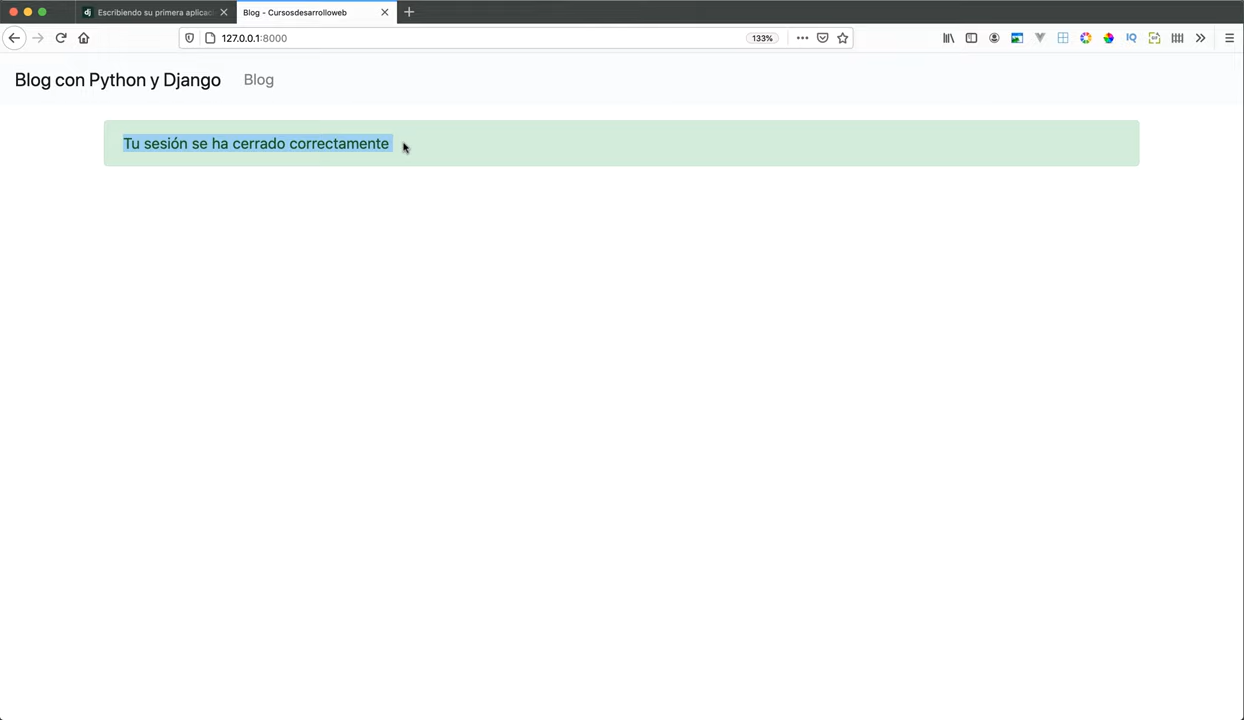 Escribiendo su primera aplicac
Blog - Cursosdesarrolloweb
127.0.0.1:8000
133%
Blog con Python y Django
Blog
Tu sesión se ha cerrado correctamente